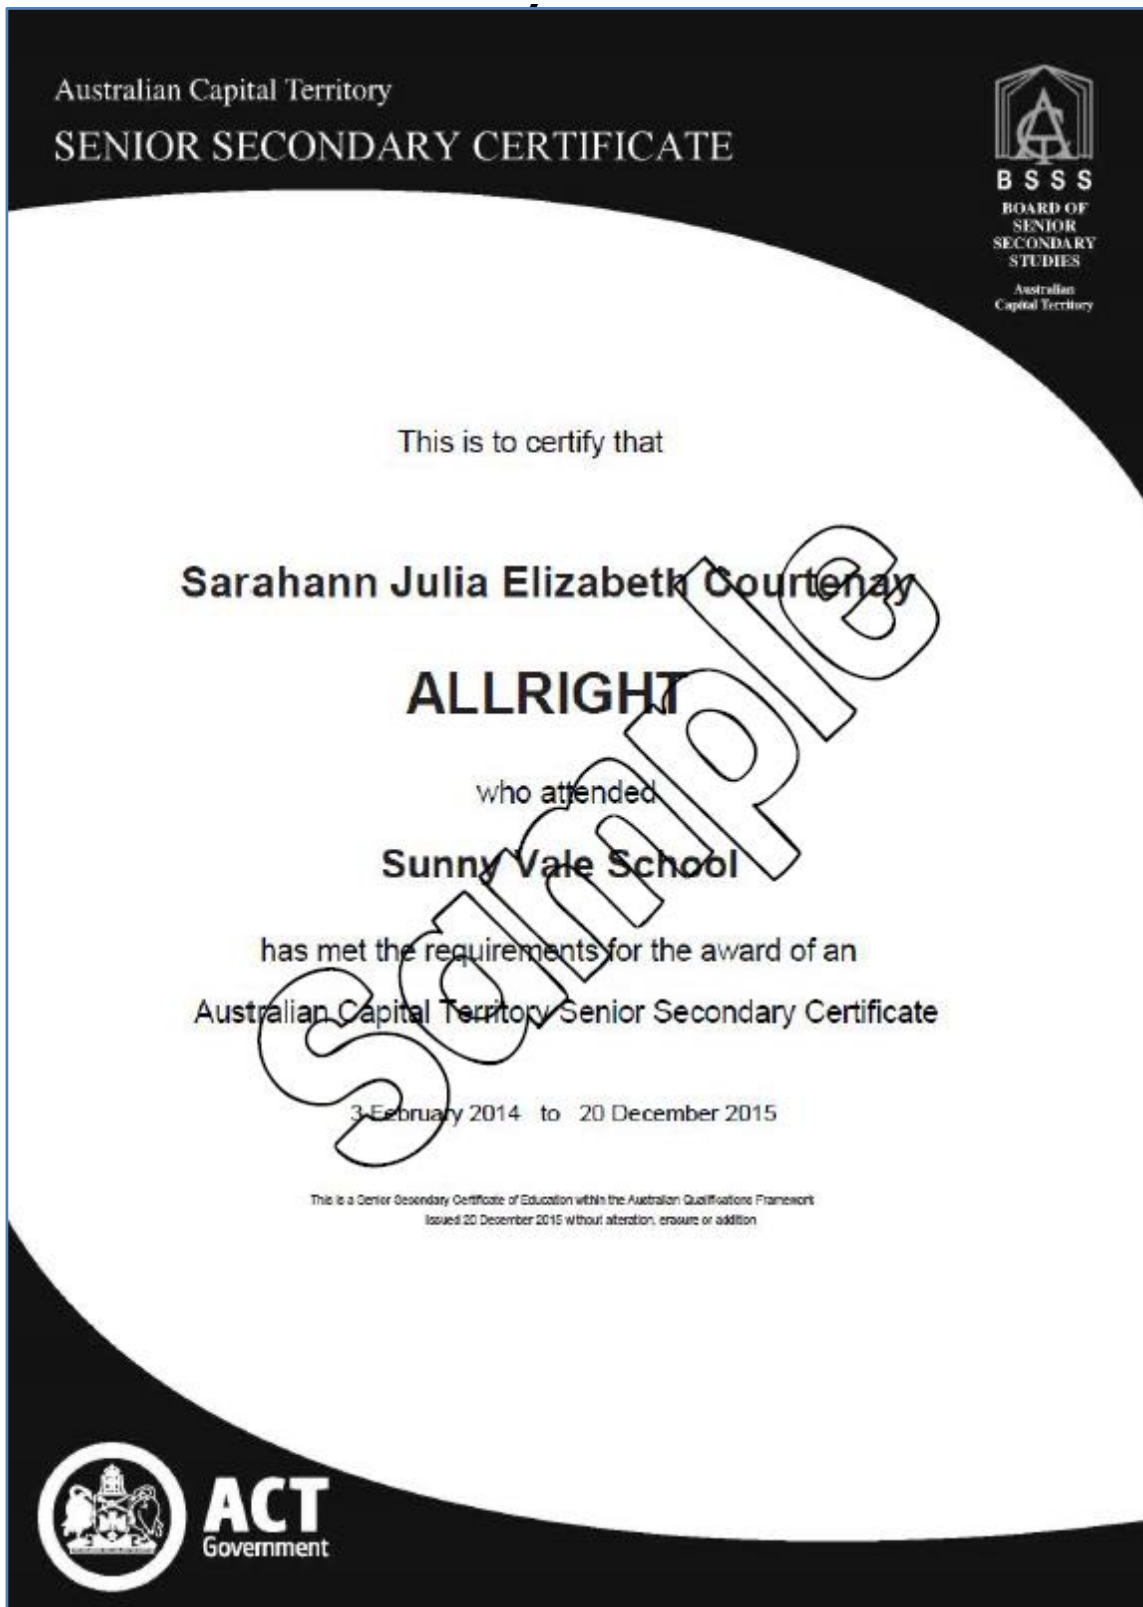 Australian Capital Territory
SENIOR SECONDARY CERTIFICATE
B S S S
BOARD OF
SENIOR
SECONDARY
STUDIES
Australian
Capital Territory
This is to certify that
Sarahann Julia Elizabeth Courtenay
ALLRIGHT
who attended
Sunny Vale School
has met the requirements for the award of an
Australian Capital Territory Senior Secondary Certificate
3 February 2014 to 20 December 2015
This is a Senior Secondary Certificate of Education within the Australian Qualifications Framework
Issued 20 December 2015 without alteration, erasure or addition
Sample
ACT
Government